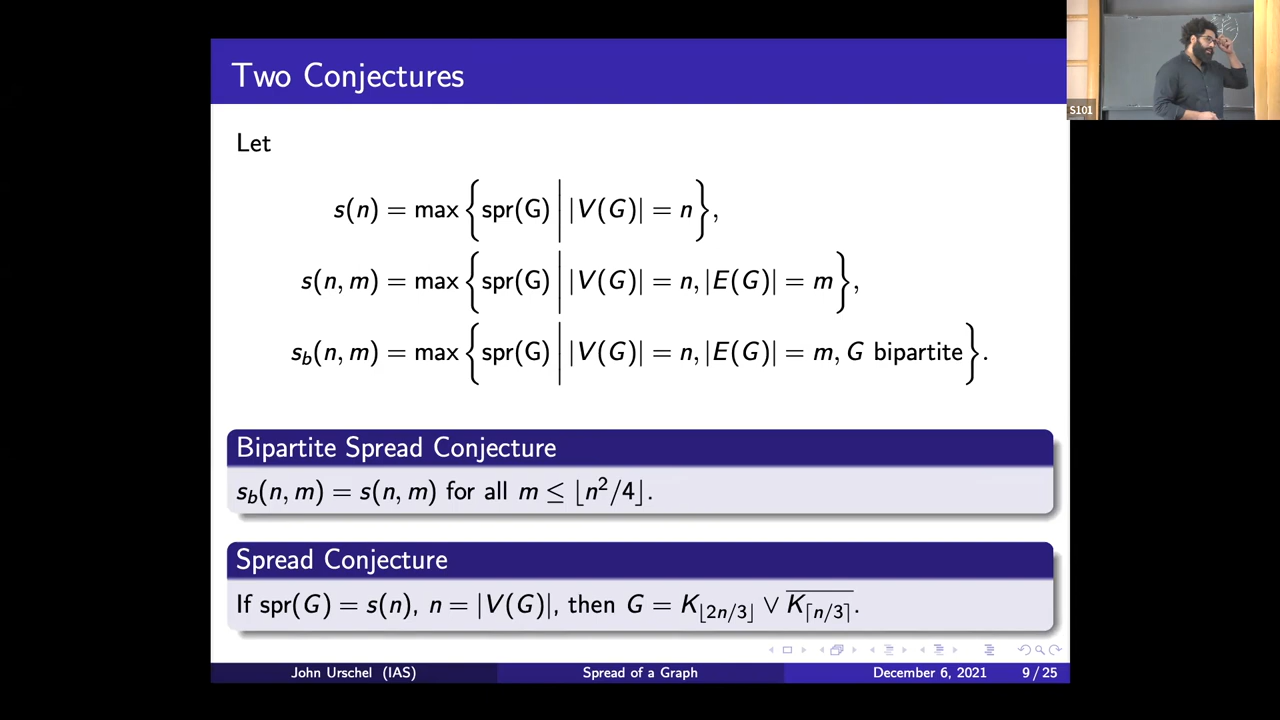 Two Conjectures
S101
Let
s(n) = max { spr(G) | |V(G)| = n },
s(n, m) = max { spr(G) | |V(G)| = n, |E(G)| = m },
s_b(n, m) = max { spr(G) | |V(G)| = n, |E(G)| = m, G bipartite }.
Bipartite Spread Conjecture
s_b(n, m) = s(n, m) for all m ≤ ⌊n²/4⌋.
Spread Conjecture
If spr(G) = s(n), n = |V(G)|, then G = K_{⌊2n/3⌋} ∨ \overline{K_{⌈n/3⌉}}.
John Urschel (IAS) Spread of a Graph December 6, 2021 9 / 25